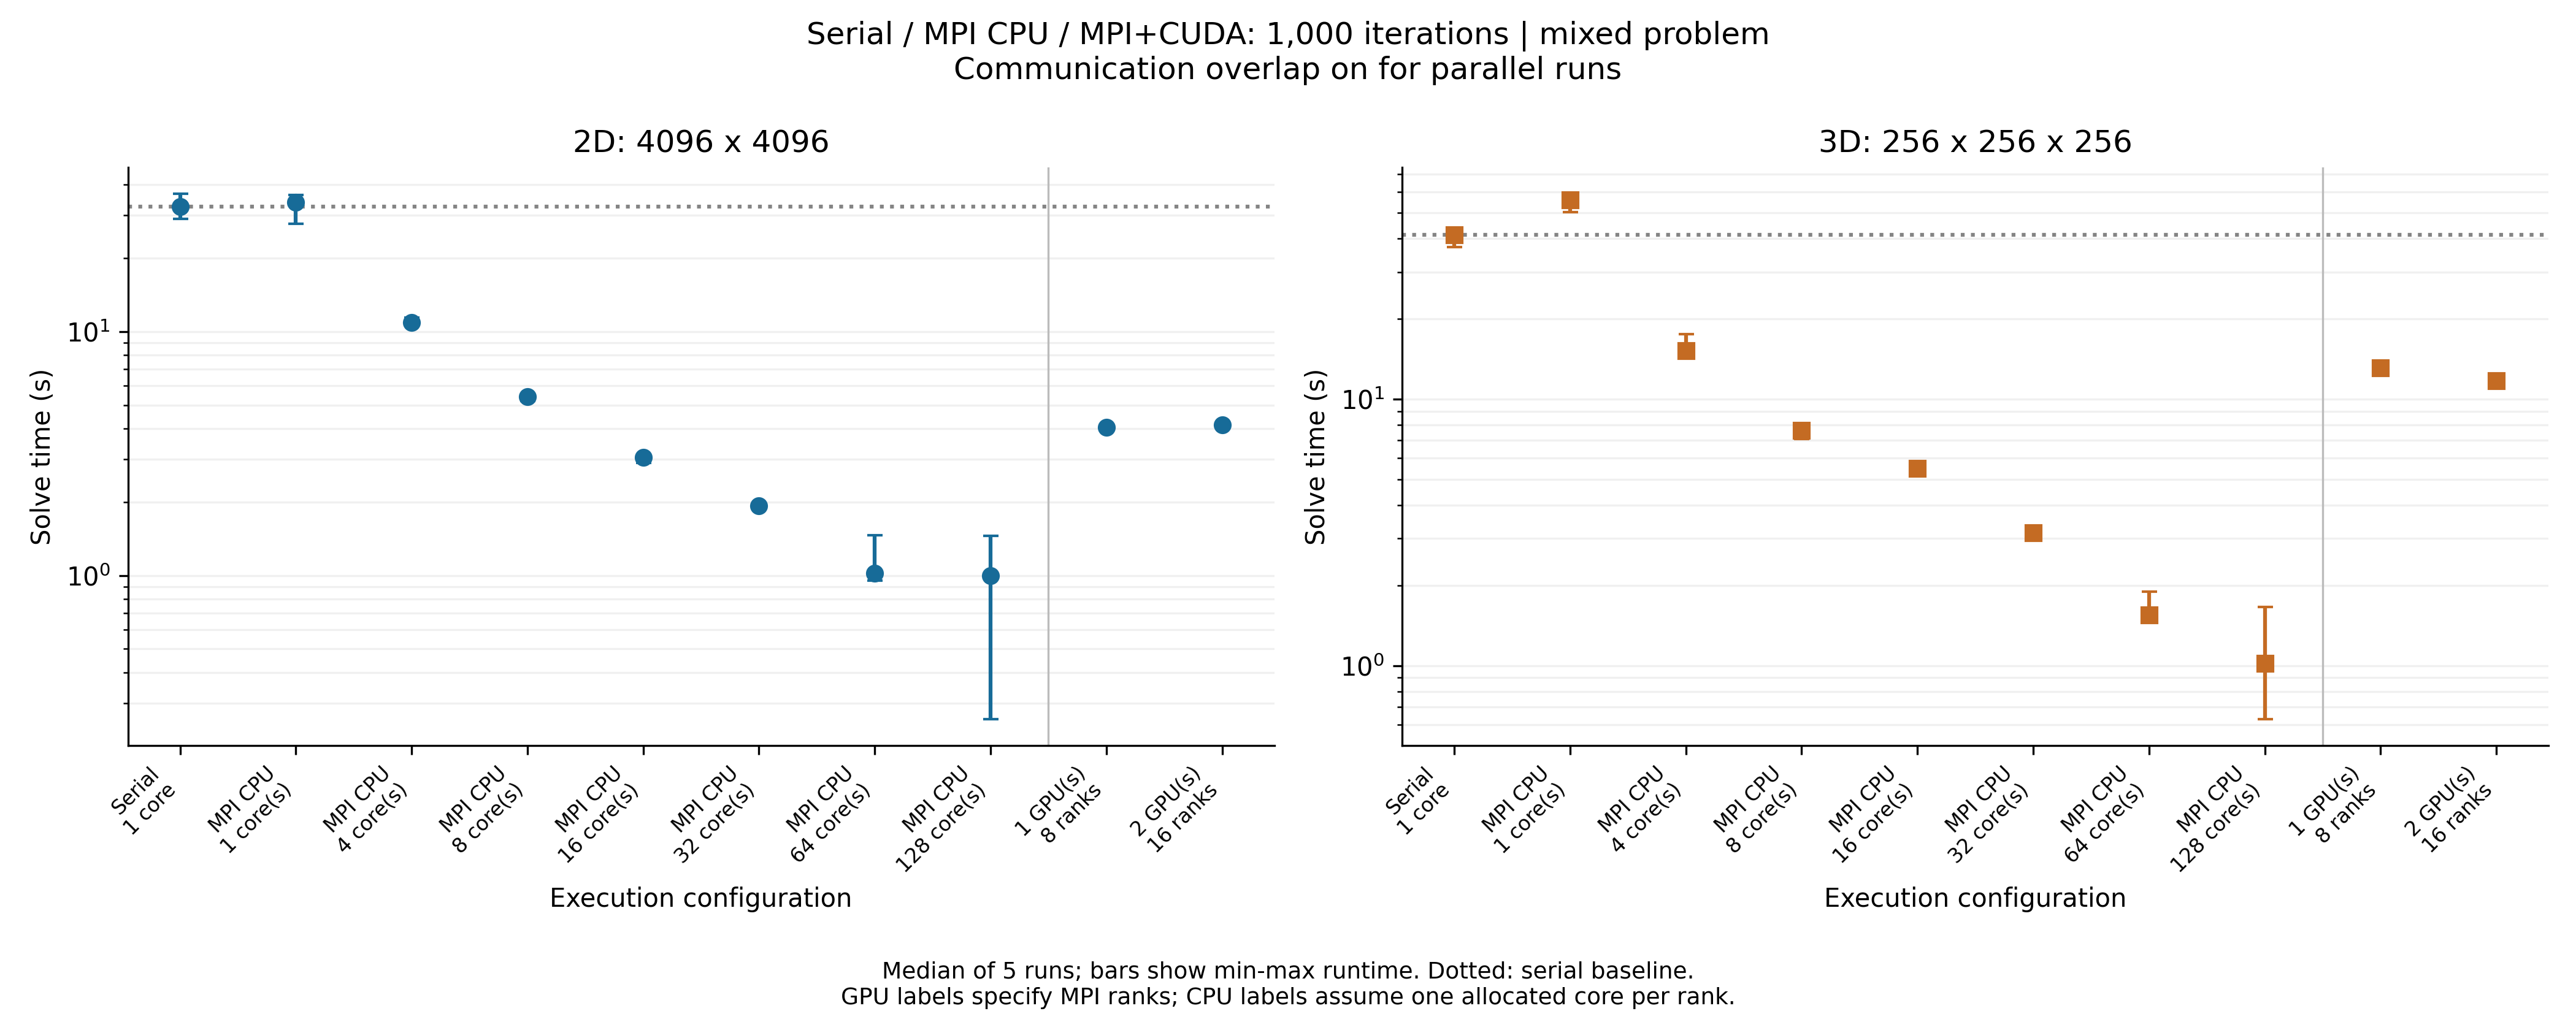 Serial / MPI CPU / MPI+CUDA: 1,000 iterations | mixed problem
Communication overlap on for parallel runs
2D: 4096 x 4096
Solve time (s)
10¹
10⁰
Serial
1 core
MPI CPU
1 core(s)
MPI CPU
4 core(s)
MPI CPU
8 core(s)
MPI CPU
16 core(s)
MPI CPU
32 core(s)
MPI CPU
64 core(s)
MPI CPU
128 core(s)
1 GPU(s)
8 ranks
2 GPU(s)
16 ranks
Execution configuration
3D: 256 x 256 x 256
Solve time (s)
10¹
10⁰
Serial
1 core
MPI CPU
1 core(s)
MPI CPU
4 core(s)
MPI CPU
8 core(s)
MPI CPU
16 core(s)
MPI CPU
32 core(s)
MPI CPU
64 core(s)
MPI CPU
128 core(s)
1 GPU(s)
8 ranks
2 GPU(s)
16 ranks
Execution configuration
Median of 5 runs; bars show min-max runtime. Dotted: serial baseline.
GPU labels specify MPI ranks; CPU labels assume one allocated core per rank.